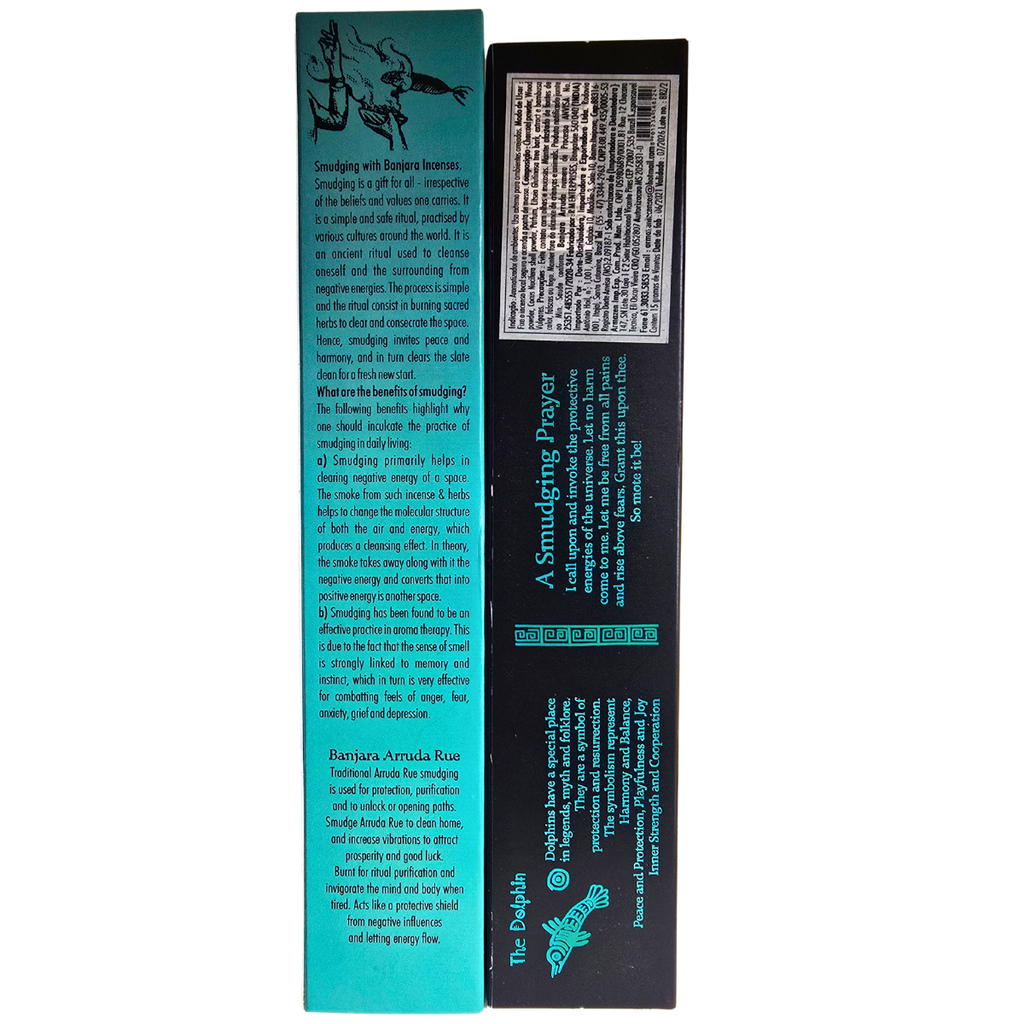 Smudging with Banjara Incenses.
Smudging is a gift for all - irrespective
of the beliefs and values one carries. It
is a simple and safe ritual, practised by
various cultures around the world. It is
an ancient ritual used to cleanse
oneself and the surrounding from
negative energies. The process is simple
and the ritual consist in burning sacred
herbs to clear and consecrate the space.
Hence, smudging invites peace and
harmony, and in turn clears the slate
clean for a fresh new start.
What are the benefits of smudging?
The following benefits highlight why
one should inculcate the practice of
smudging in daily living:
a) Smudging primarily helps in
clearing negative energy of a space.
The smoke from such incense & herbs
helps to change the molecular structure
of both the air and energy, which
produces a cleansing effect. In theory,
the smoke takes away along with it the
negative energy and converts that into
positive energy is another space.
b) Smudging has been found to be an
effective practice in aroma therapy. This
is due to the fact that the sense of smell
is strongly linked to memory and
instinct, which in turn is very effective
for combatting feels of anger, fear,
anxiety, grief and depression.
Banjara Arruda Rue
Traditional Arruda Rue smudging
is used for protection, purification
and to unlock or opening paths.
Smudge Arruda Rue to clean home,
and increase vibrations to attract
prosperity and good luck.
Burnt for ritual purification and
invigorate the mind and body when
tired. Acts like a protective shield
from negative influences
and letting energy flow.
The Dolphin
Dolphins have a special place
in legends, myth and folklore.
They are a symbol of
protection and resurrection.
The symbolism represent
Harmony and Balance,
Peace and Protection, Playfulness and Joy
Inner Strength and Cooperation
A Smudging Prayer
I call upon and invoke the protective
energies of the universe. Let no harm
come to me. Let me be free from all pains
and rise above fears. Grant this upon thee.
So mote it be!
Indicação: Aromatizador de ambientes. Uso externo para ambientes amplos. Modo de Usar: